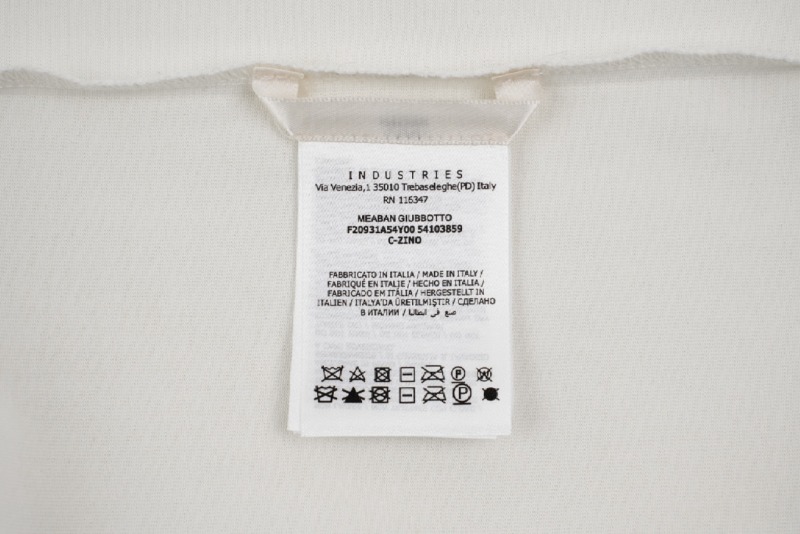 INDUSTRIES
Via Venezia,1 35010 Trebaseleghe(PD) Italy
RN 116347
MEABAN GIUBBOTTO
F20931A54Y00 54103859
C-ZINO
FABBRICATO IN ITALIA / MADE IN ITALY /
FABRIQUÉ EN ITALIE / HECHO EN ITALIA /
FABRICADO EM ITÁLIA / HERGESTELLT IN
ITALIEN / ITALYA'DA ÜRETILMIŞTIR / СДЕЛАНО
В ИТАЛИИ / صنع في ايطاليا
P
P